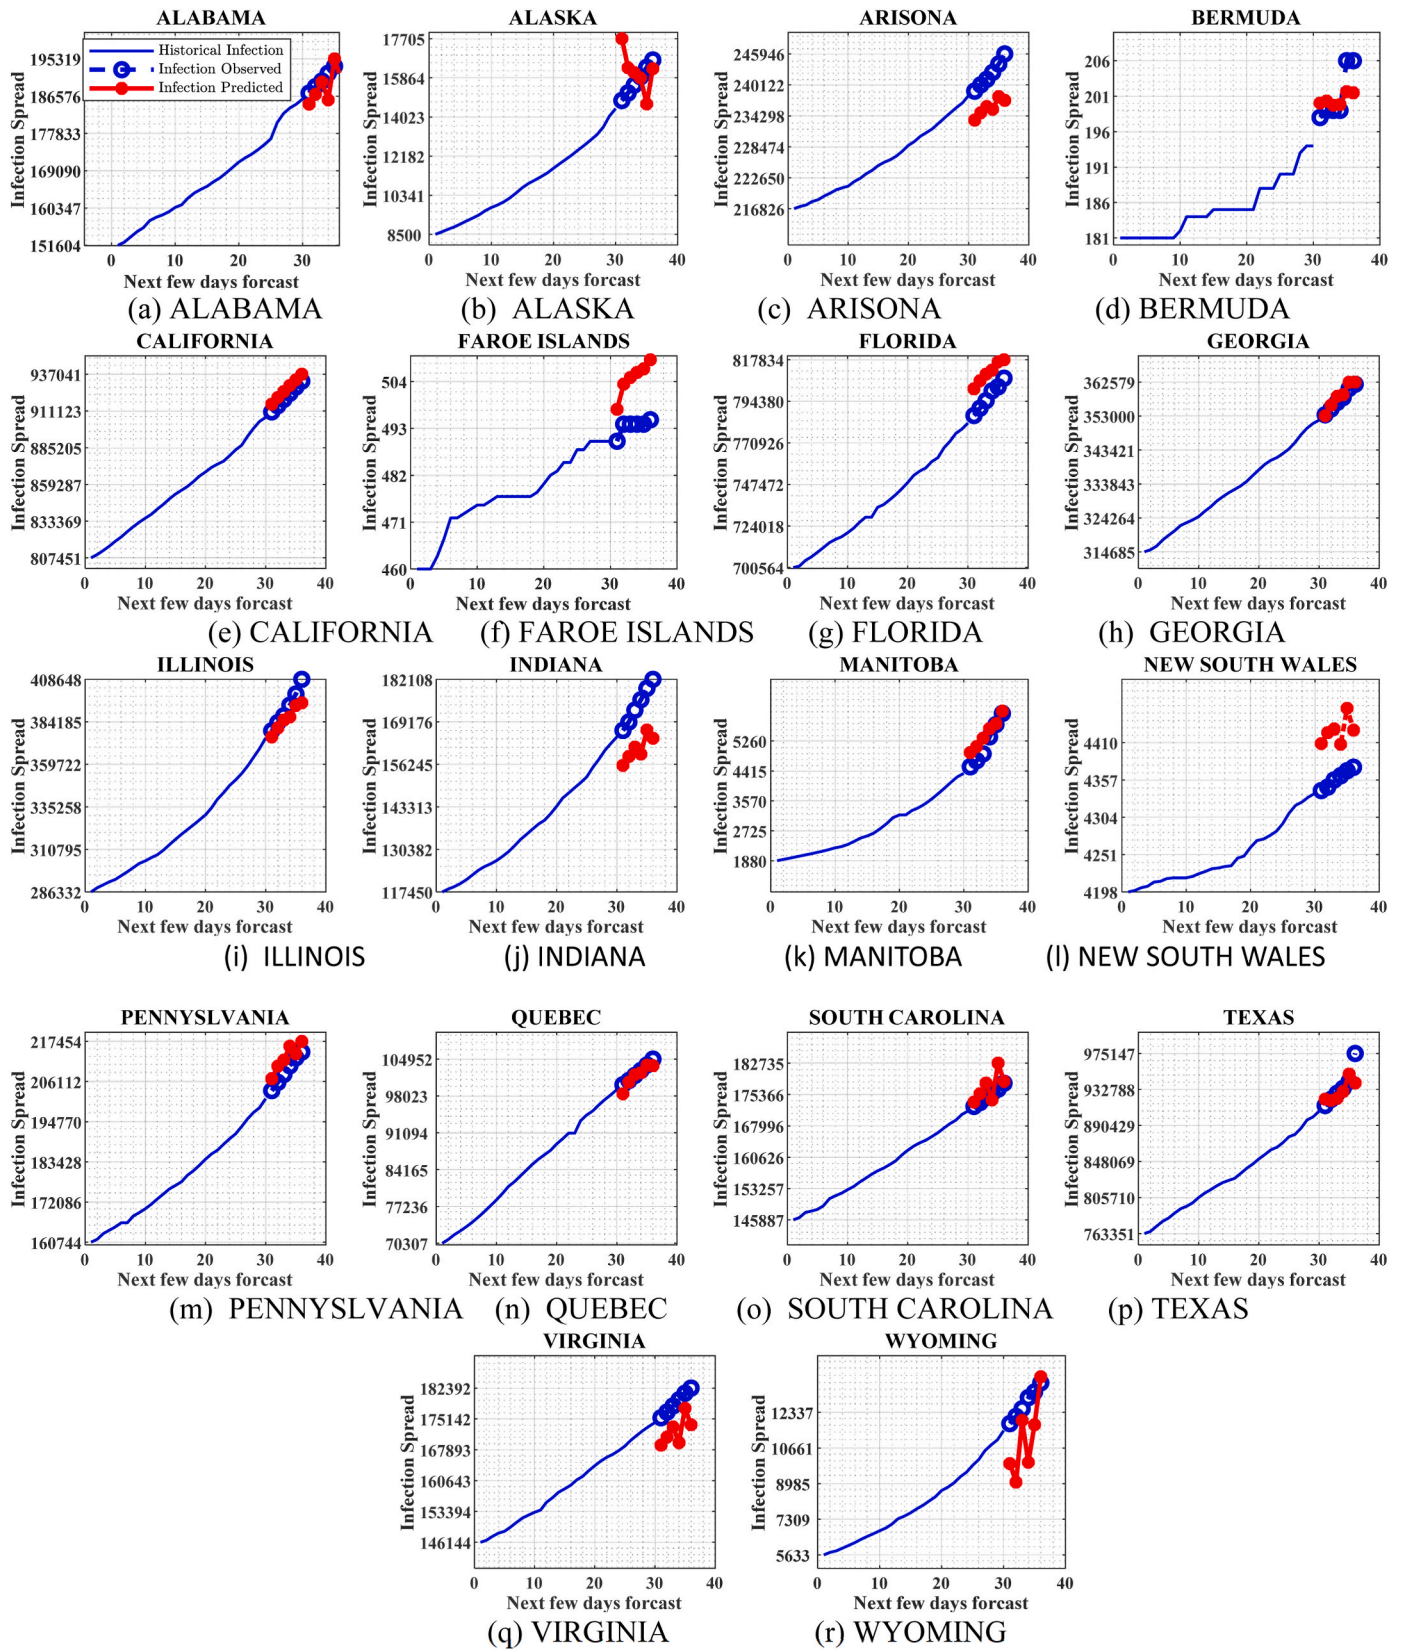 ALABAMA
Infection Spread
195319
186576
177833
169090
160347
151604
Historical Infection
Infection Observed
Infection Predicted
0 10 20 30
Next few days forcast
(a) ALABAMA
ALASKA
Infection Spread
17705
15864
14023
12182
10341
8500
0 10 20 30 40
Next few days forcast
(b) ALASKA
ARISONA
Infection Spread
245946
240122
234298
228474
222650
216826
0 10 20 30 40
Next few days forcast
(c) ARISONA
BERMUDA
Infection Spread
206
201
196
191
186
181
0 10 20 30 40
Next few days forcast
(d) BERMUDA
CALIFORNIA
Infection Spread
937041
911123
885205
859287
833369
807451
0 10 20 30 40
Next few days forcast
(e) CALIFORNIA
FAROE ISLANDS
Infection Spread
504
493
482
471
460
0 10 20 30 40
Next few days forcast
(f) FAROE ISLANDS
FLORIDA
Infection Spread
817834
794380
770926
747472
724018
700564
0 10 20 30 40
Next few days forcast
(g) FLORIDA
GEORGIA
Infection Spread
362579
353000
343421
333843
324264
314685
0 10 20 30 40
Next few days forcast
(h) GEORGIA
ILLINOIS
Infection Spread
408648
384185
359722
335258
310795
286332
0 10 20 30 40
Next few days forcast
(i) ILLINOIS
INDIANA
Infection Spread
182108
169176
156245
143313
130382
117450
0 10 20 30 40
Next few days forcast
(j) INDIANA
MANITOBA
Infection Spread
5260
4415
3570
2725
1880
0 10 20 30 40
Next few days forcast
(k) MANITOBA
NEW SOUTH WALES
Infection Spread
4410
4357
4304
4251
4198
0 10 20 30 40
Next few days forcast
(l) NEW SOUTH WALES
PENNYSLVANIA
Infection Spread
217454
206112
194770
183428
172086
160744
0 10 20 30 40
Next few days forcast
(m) PENNYSLVANIA
QUEBEC
Infection Spread
104952
98023
91094
84165
77236
70307
0 10 20 30 40
Next few days forcast
(n) QUEBEC
SOUTH CAROLINA
Infection Spread
182735
175366
167996
160626
153257
145887
0 10 20 30 40
Next few days forcast
(o) SOUTH CAROLINA
TEXAS
Infection Spread
975147
932788
890429
848069
805710
763351
0 10 20 30 40
Next few days forcast
(p) TEXAS
VIRGINIA
Infection Spread
182392
175142
167893
160643
153394
146144
0 10 20 30 40
Next few days forcast
(q) VIRGINIA
WYOMING
Infection Spread
12337
10661
8985
7309
5633
0 10 20 30 40
Next few days forcast
(r) WYOMING